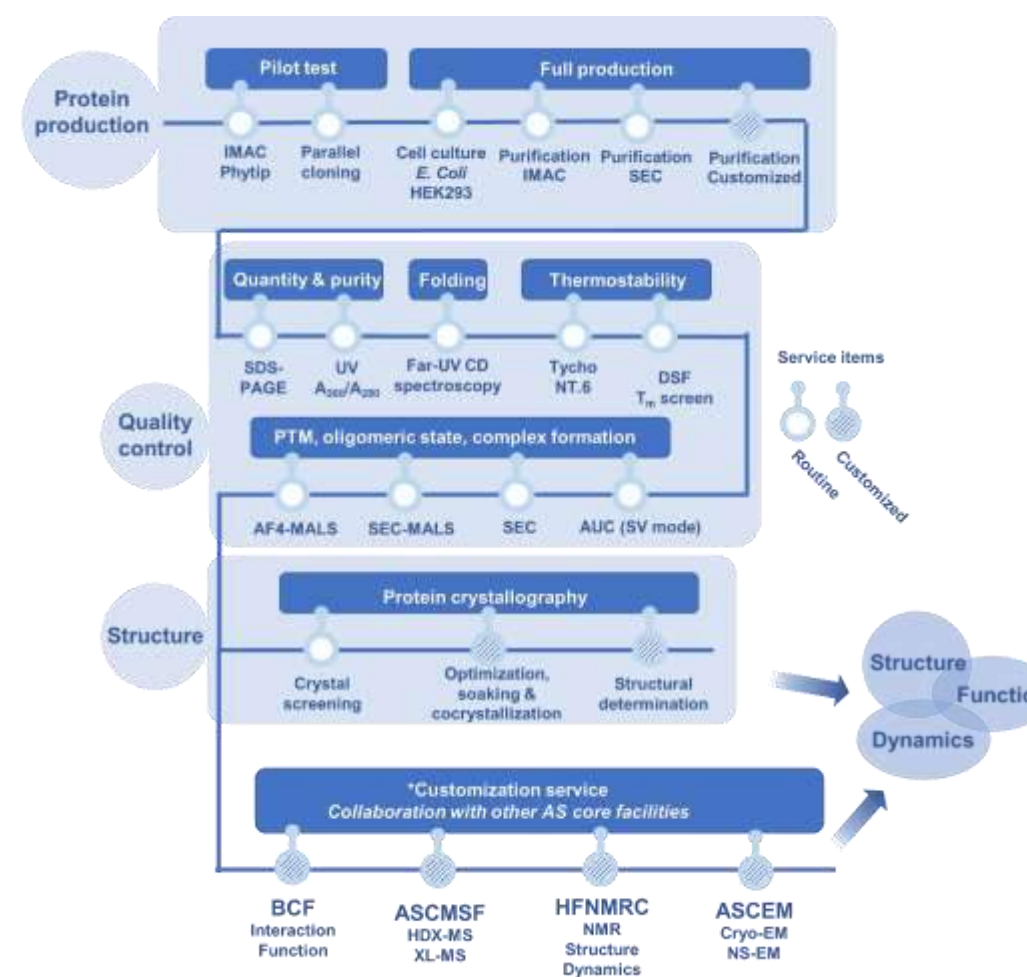 Protein
production
Pilot test
Full production
IMAC
Phytip
Parallel
cloning
Cell culture
E. Coli
HEK293
Purification
IMAC
Purification
SEC
Purification
Customized
Quality
control
Quantity & purity
Folding
Thermostability
SDS-
PAGE
UV
A₂₆₀/A₂₈₀
Far-UV CD
spectroscopy
Tycho
NT.6
DSF
Tₘ screen
PTM, oligomeric state, complex formation
AF4-MALS
SEC-MALS
SEC
AUC (SV mode)
Service items
Routine
Customized
Structure
Protein crystallography
Crystal
screening
Optimization,
soaking &
cocrystallization
Structural
determination
Structure
Functio
Dynamics
*Customization service
Collaboration with other AS core facilities
BCF
Interaction
Function
ASCMSF
HDX-MS
XL-MS
HFNMRC
NMR
Structure
Dynamics
ASCEM
Cryo-EM
NS-EM